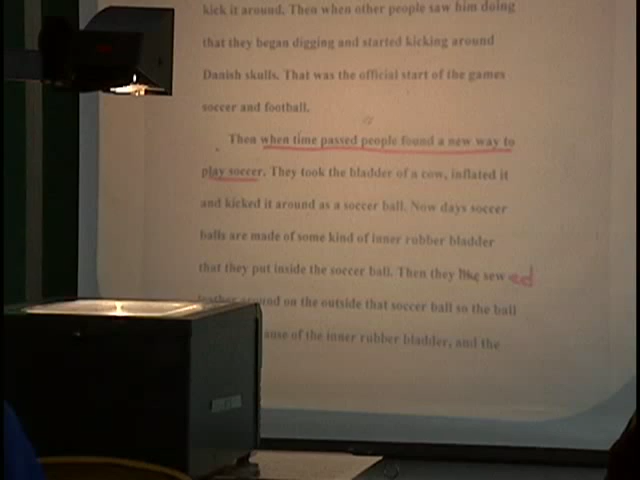 kick it around. Then when other people saw him doing
that they began digging and started kicking around
Danish skulls. That was the official start of the games
soccer and football.
Then when time passed people found a new way to
play soccer. They took the bladder of a cow, inflated it
and kicked it around as a soccer ball. Now days soccer
balls are made of some kind of inner rubber bladder
that they put inside the soccer ball. Then they like sew ed
leather around on the outside that soccer ball so the ball
of the inner rubber bladder, and the